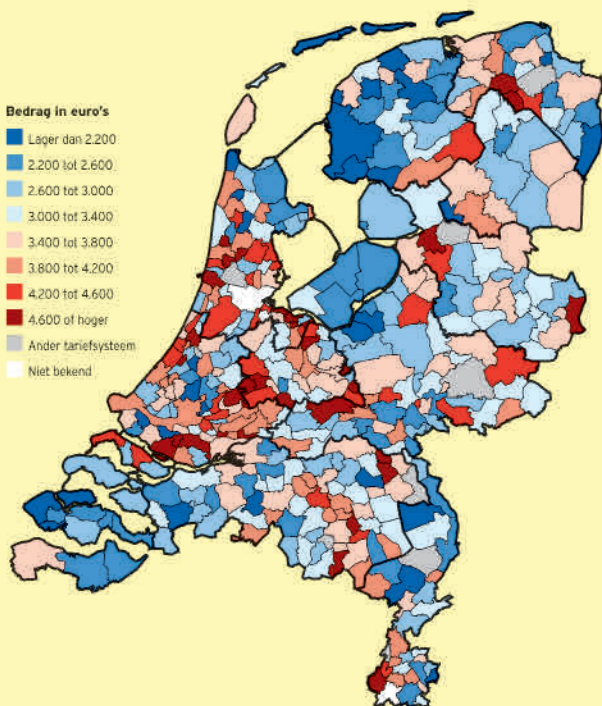 Bedrag in euro's
Lager dan 2.200
2.200 tot 2.600
2.600 tot 3.000
3.000 tot 3.400
3.400 tot 3.800
3.800 tot 4.200
4.200 tot 4.600
4.600 of hoger
Ander tariefsysteem
Niet bekend